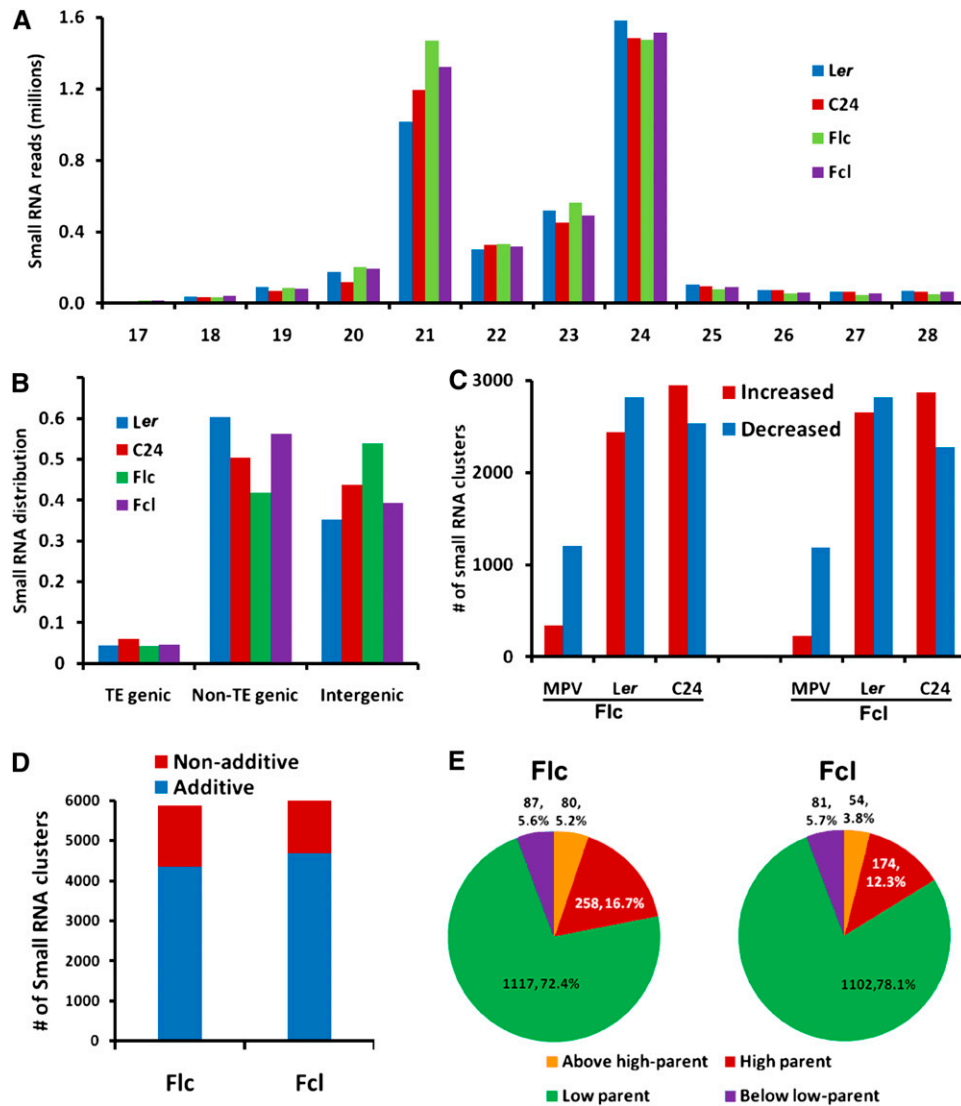 A
Small RNA reads (millions)
1.6
1.2
0.8
0.4
0.0
17 18 19 20 21 22 23 24 25 26 27 28
Ler
C24
Flc
Fcl
B
Small RNA distribution
0.6
0.5
0.4
0.3
0.2
0.1
0
Ler
C24
Flc
Fcl
TE genic Non-TE genic Intergenic
C
# of small RNA clusters
3000
2000
1000
0
Increased
Decreased
MPV Ler C24 MPV Ler C24
Flc Fcl
D
Non-additive
Additive
# of Small RNA clusters
6000
5000
4000
3000
2000
1000
0
Flc Fcl
E
Flc Fcl
87,
5.6%
80,
5.2%
258,16.7%
1117,72.4%
81,
5.7%
54,
3.8%
174,
12.3%
1102,78.1%
Above high-parent High parent
Low parent Below low-parent